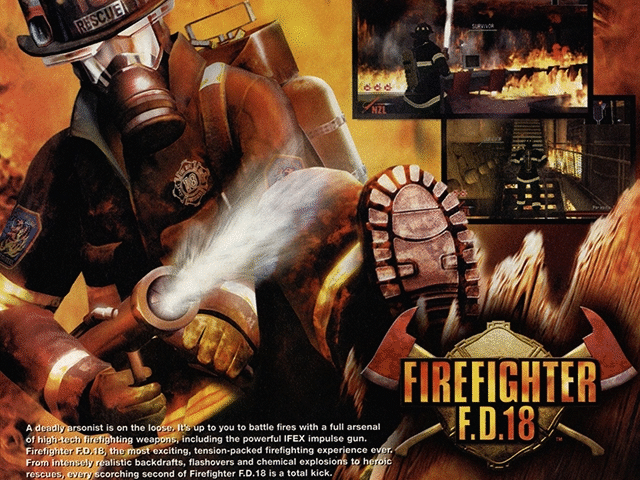 RESCUE
SURVIVOR
NZL
18
FIREFIGHTER
F.D.18
A deadly arsonist is on the loose. It's up to you to battle fires with a full arsenal
of high-tech firefighting weapons, including the powerful IFEX impulse gun.
Firefighter F.D.18, the most exciting, tension-packed firefighting experience ever.
From intensely realistic backdrafts, flashovers and chemical explosions to heroic
rescues, every scorching second of Firefighter F.D.18 is a total kick.